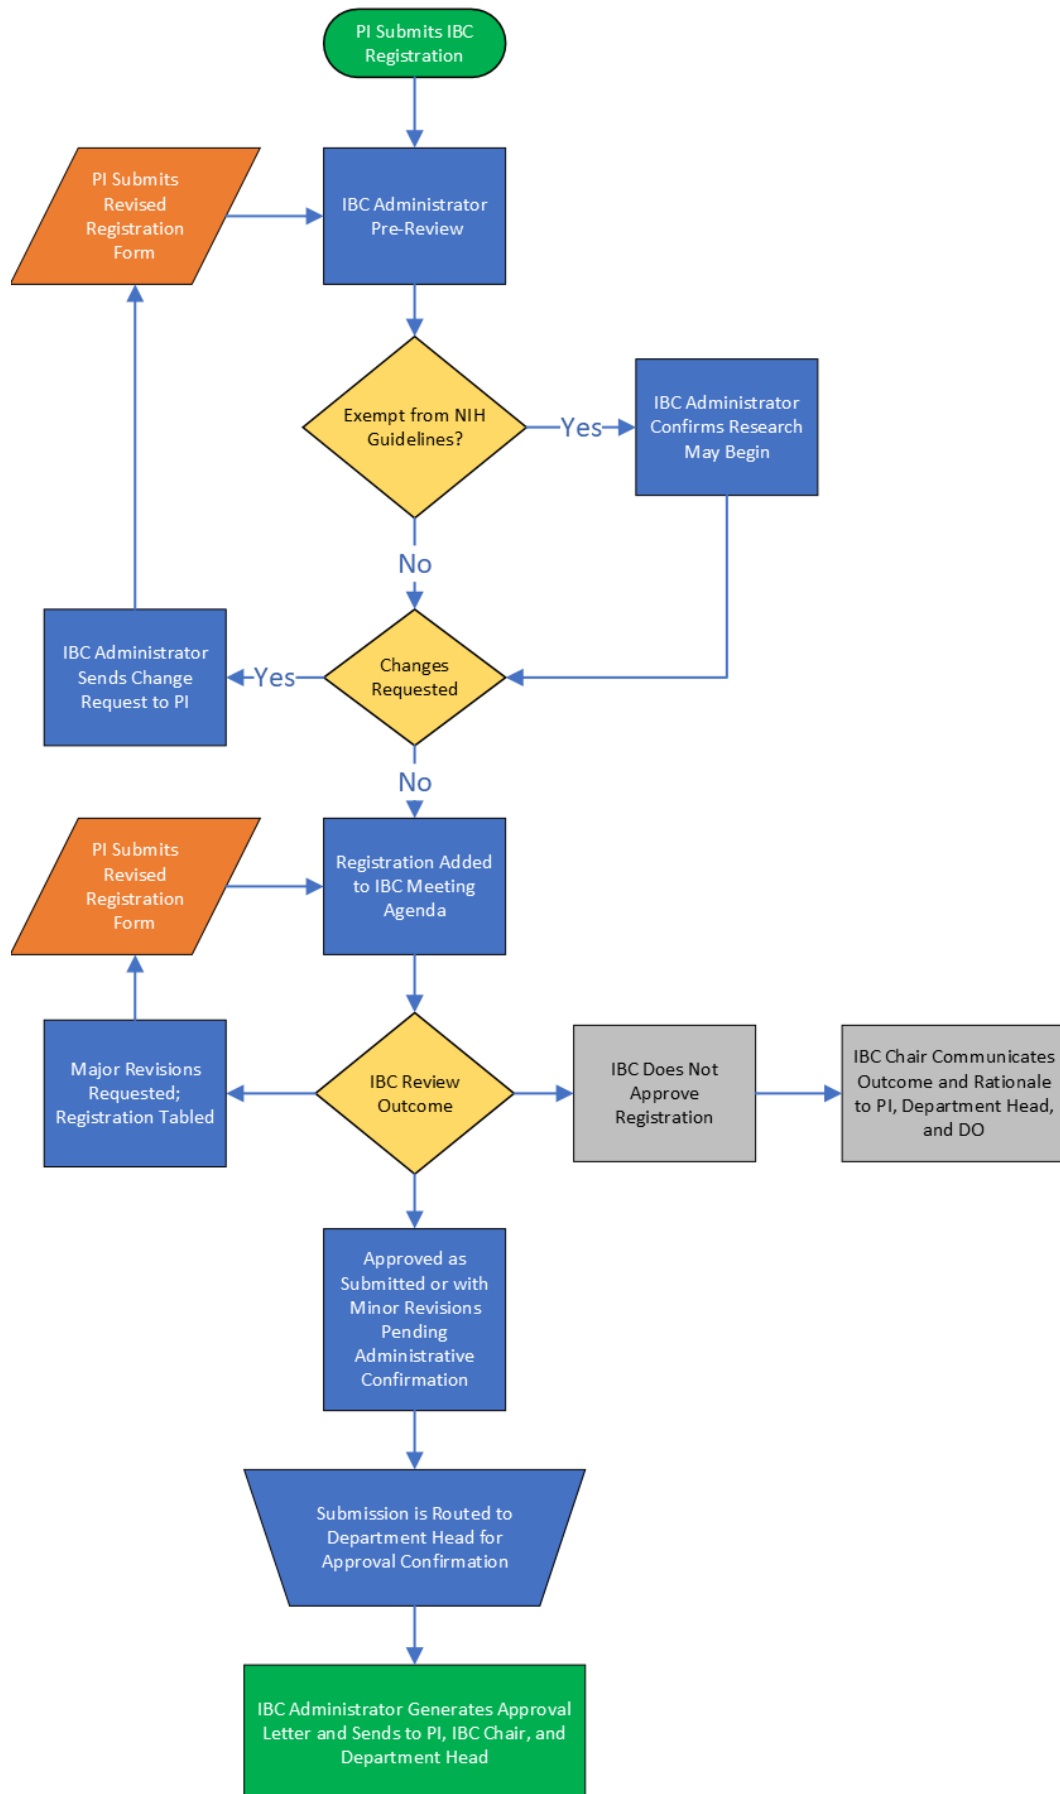 PI Submits IBC
Registration
PI Submits
Revised
Registration
Form
IBC Administrator
Pre-Review
Exempt from NIH
Guidelines?
Yes
IBC Administrator
Confirms Research
May Begin
No
IBC Administrator
Sends Change
Request to PI
Yes
Changes
Requested
No
PI Submits
Revised
Registration
Form
Registration Added
to IBC Meeting
Agenda
Major Revisions
Requested;
Registration Tabled
IBC Review
Outcome
IBC Does Not
Approve
Registration
IBC Chair Communicates
Outcome and Rationale
to PI, Department Head,
and DO
Approved as
Submitted or with
Minor Revisions
Pending
Administrative
Confirmation
Submission is Routed to
Department Head for
Approval Confirmation
IBC Administrator Generates Approval
Letter and Sends to PI, IBC Chair, and
Department Head